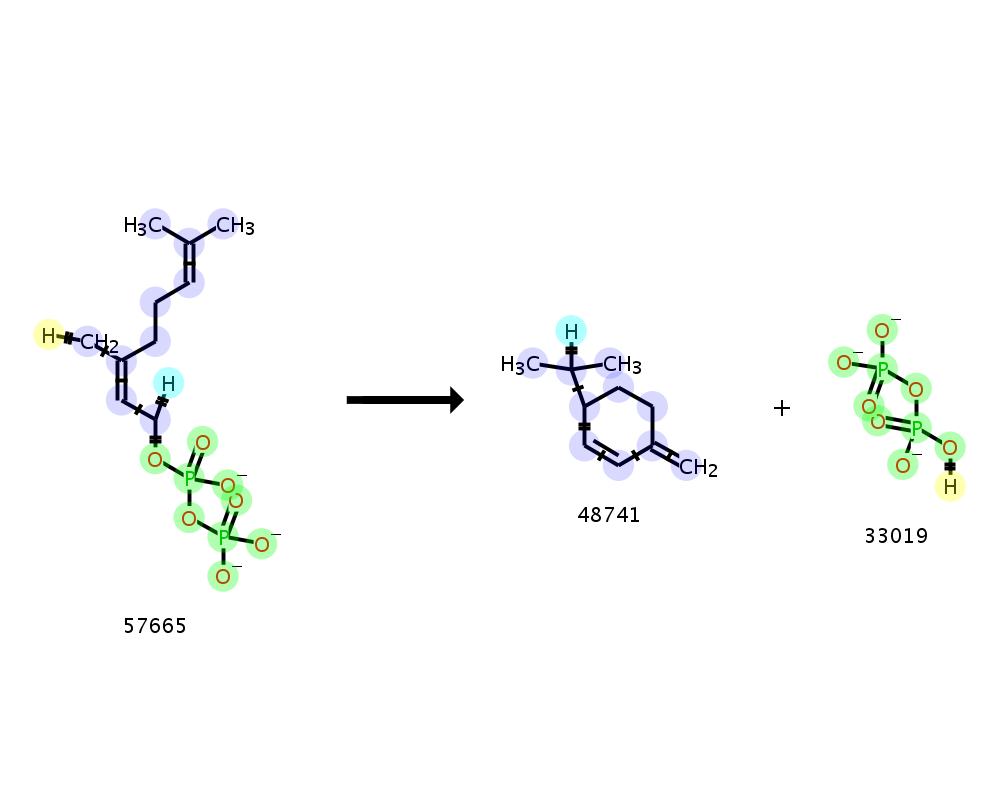 H₃C CH₃
H CH₂
H
O O
P O⁻
O O
P O⁻
O⁻
57665
H
H₃C CH₃
CH₂
48741
+
O⁻
O⁻ P
O O
O P O
O⁻ H
33019